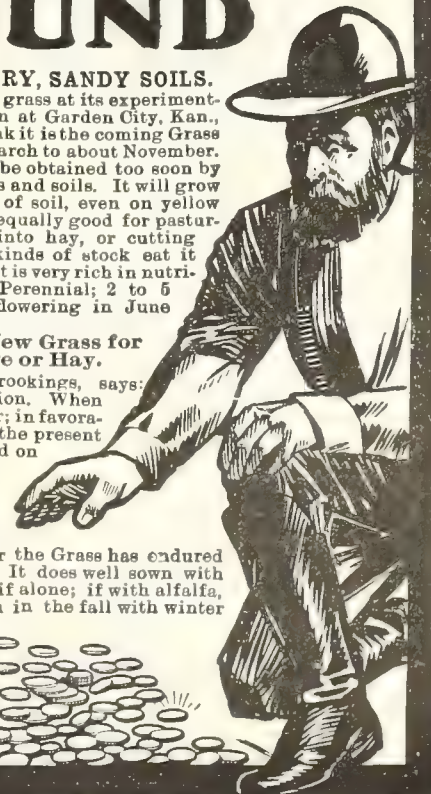 UND
RY, SANDY SOILS.
grass at its experiment-
n at Garden City, Kan.,
nk it is the coming Grass
arch to about November.
be obtained too soon by
s and soils. It will grow
of soil, even on yellow
equally good for pastur-
into hay, or cutting
kinds of stock eat it
t is very rich in nutri-
Perennial; 2 to 5
flowering in June
New Grass for
e or Hay.
rookings, says:
ion. When
; in favora-
the present
d on
r the Grass has endured
It does well sown with
if alone; if with alfalfa,
n in the fall with winter